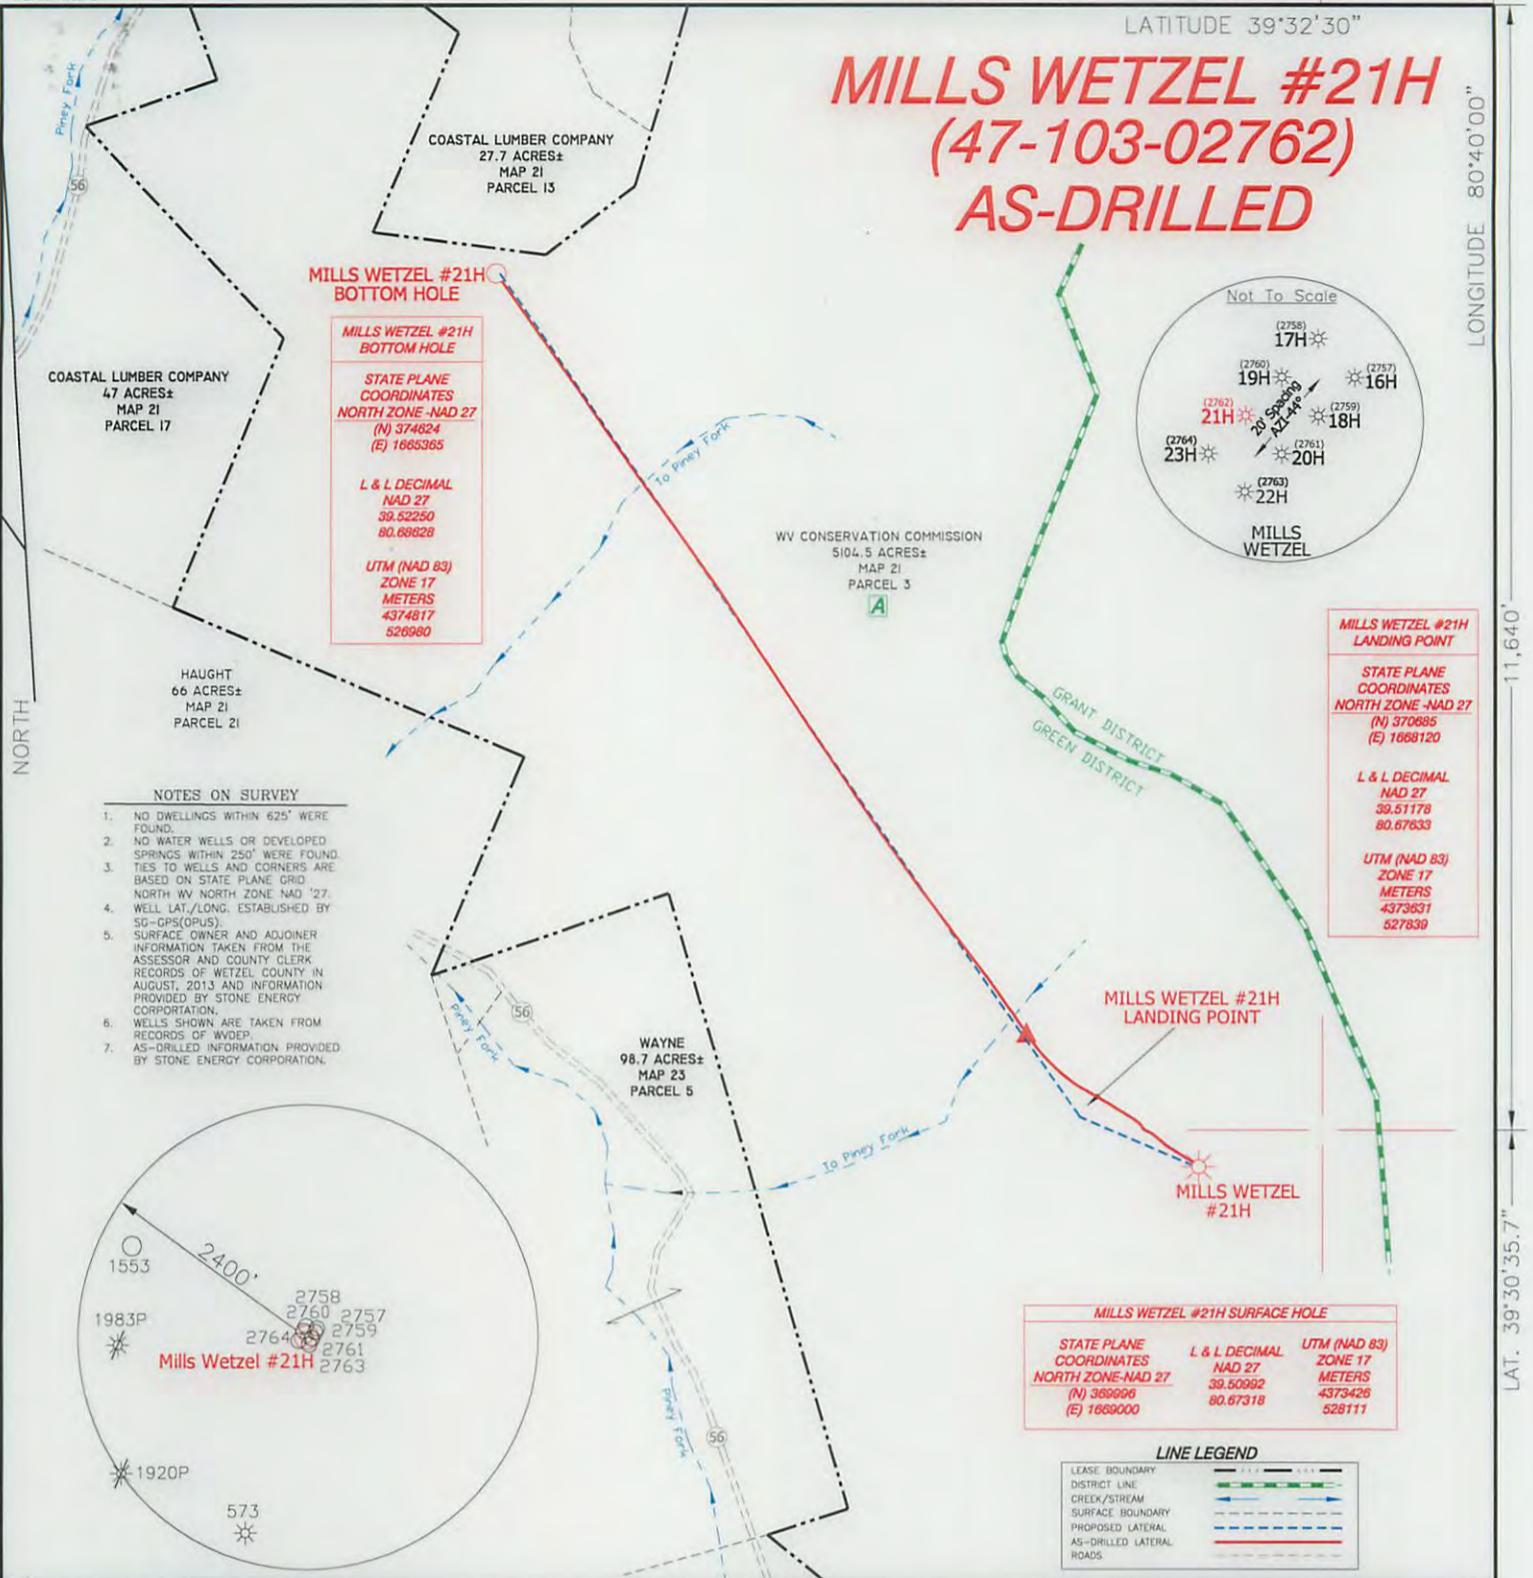 LATITUDE 39°32'30"
MILLS WETZEL #21H
(47-103-02762)
AS-DRILLED
LONGITUDE 80°40'00"
Piney Fork
56
COASTAL LUMBER COMPANY
27.7 ACRES±
MAP 21
PARCEL 13
MILLS WETZEL #21H
BOTTOM HOLE
MILLS WETZEL #21H
BOTTOM HOLE
STATE PLANE
COORDINATES
NORTH ZONE -NAD 27
(N) 374624
(E) 1665365
L & L DECIMAL
NAD 27
39.52250
80.68628
UTM (NAD 83)
ZONE 17
METERS
4374817
526980
COASTAL LUMBER COMPANY
47 ACRES±
MAP 21
PARCEL 17
Not To Scale
(2758)
17H
(2760)
19H
(2757)
16H
(2762)
21H
20' Spacing
AZI-44°
(2759)
18H
(2764)
23H
(2761)
20H
(2763)
22H
MILLS
WETZEL
To Piney Fork
WV CONSERVATION COMMISSION
5104.5 ACRES±
MAP 21
PARCEL 3
A
11,640'
MILLS WETZEL #21H
LANDING POINT
STATE PLANE
COORDINATES
NORTH ZONE -NAD 27
(N) 370685
(E) 1668120
L & L DECIMAL
NAD 27
39.51178
80.67633
UTM (NAD 83)
ZONE 17
METERS
4373631
527839
HAUGHT
66 ACRES±
MAP 21
PARCEL 21
NORTH
GRANT DISTRICT
GREEN DISTRICT
NOTES ON SURVEY
1. NO DWELLINGS WITHIN 625' WERE
FOUND.
2. NO WATER WELLS OR DEVELOPED
SPRINGS WITHIN 250' WERE FOUND.
3. TIES TO WELLS AND CORNERS ARE
BASED ON STATE PLANE GRID
NORTH WV NORTH ZONE NAD '27.
4. WELL LAT./LONG. ESTABLISHED BY
SG-GPS(OPUS).
5. SURFACE OWNER AND ADJOINER
INFORMATION TAKEN FROM THE
ASSESSOR AND COUNTY CLERK
RECORDS OF WETZEL COUNTY IN
AUGUST, 2013 AND INFORMATION
PROVIDED BY STONE ENERGY
CORPORTATION.
6. WELLS SHOWN ARE TAKEN FROM
RECORDS OF WVDEP.
7. AS-DRILLED INFORMATION PROVIDED
BY STONE ENERGY CORPORATION.
Piney Fork
56
WAYNE
98.7 ACRES±
MAP 23
PARCEL 5
MILLS WETZEL #21H
LANDING POINT
To Piney Fork
MILLS WETZEL
#21H
LAT. 39°30'35.7"
2400'
1553
1983P
2758
2760
2757
2764
2759
2761
2763
Mills Wetzel #21H
1920P
573
Piney Fork
56
MILLS WETZEL #21H SURFACE HOLE
STATE PLANE
COORDINATES
NORTH ZONE-NAD 27
(N) 369996
(E) 1669000
L & L DECIMAL
NAD 27
39.50992
80.67318
UTM (NAD 83)
ZONE 17
METERS
4373426
528111
LINE LEGEND
LEASE BOUNDARY
DISTRICT LINE
CREEK/STREAM
SURFACE BOUNDARY
PROPOSED LATERAL
AS-DRILLED LATERAL
ROADS